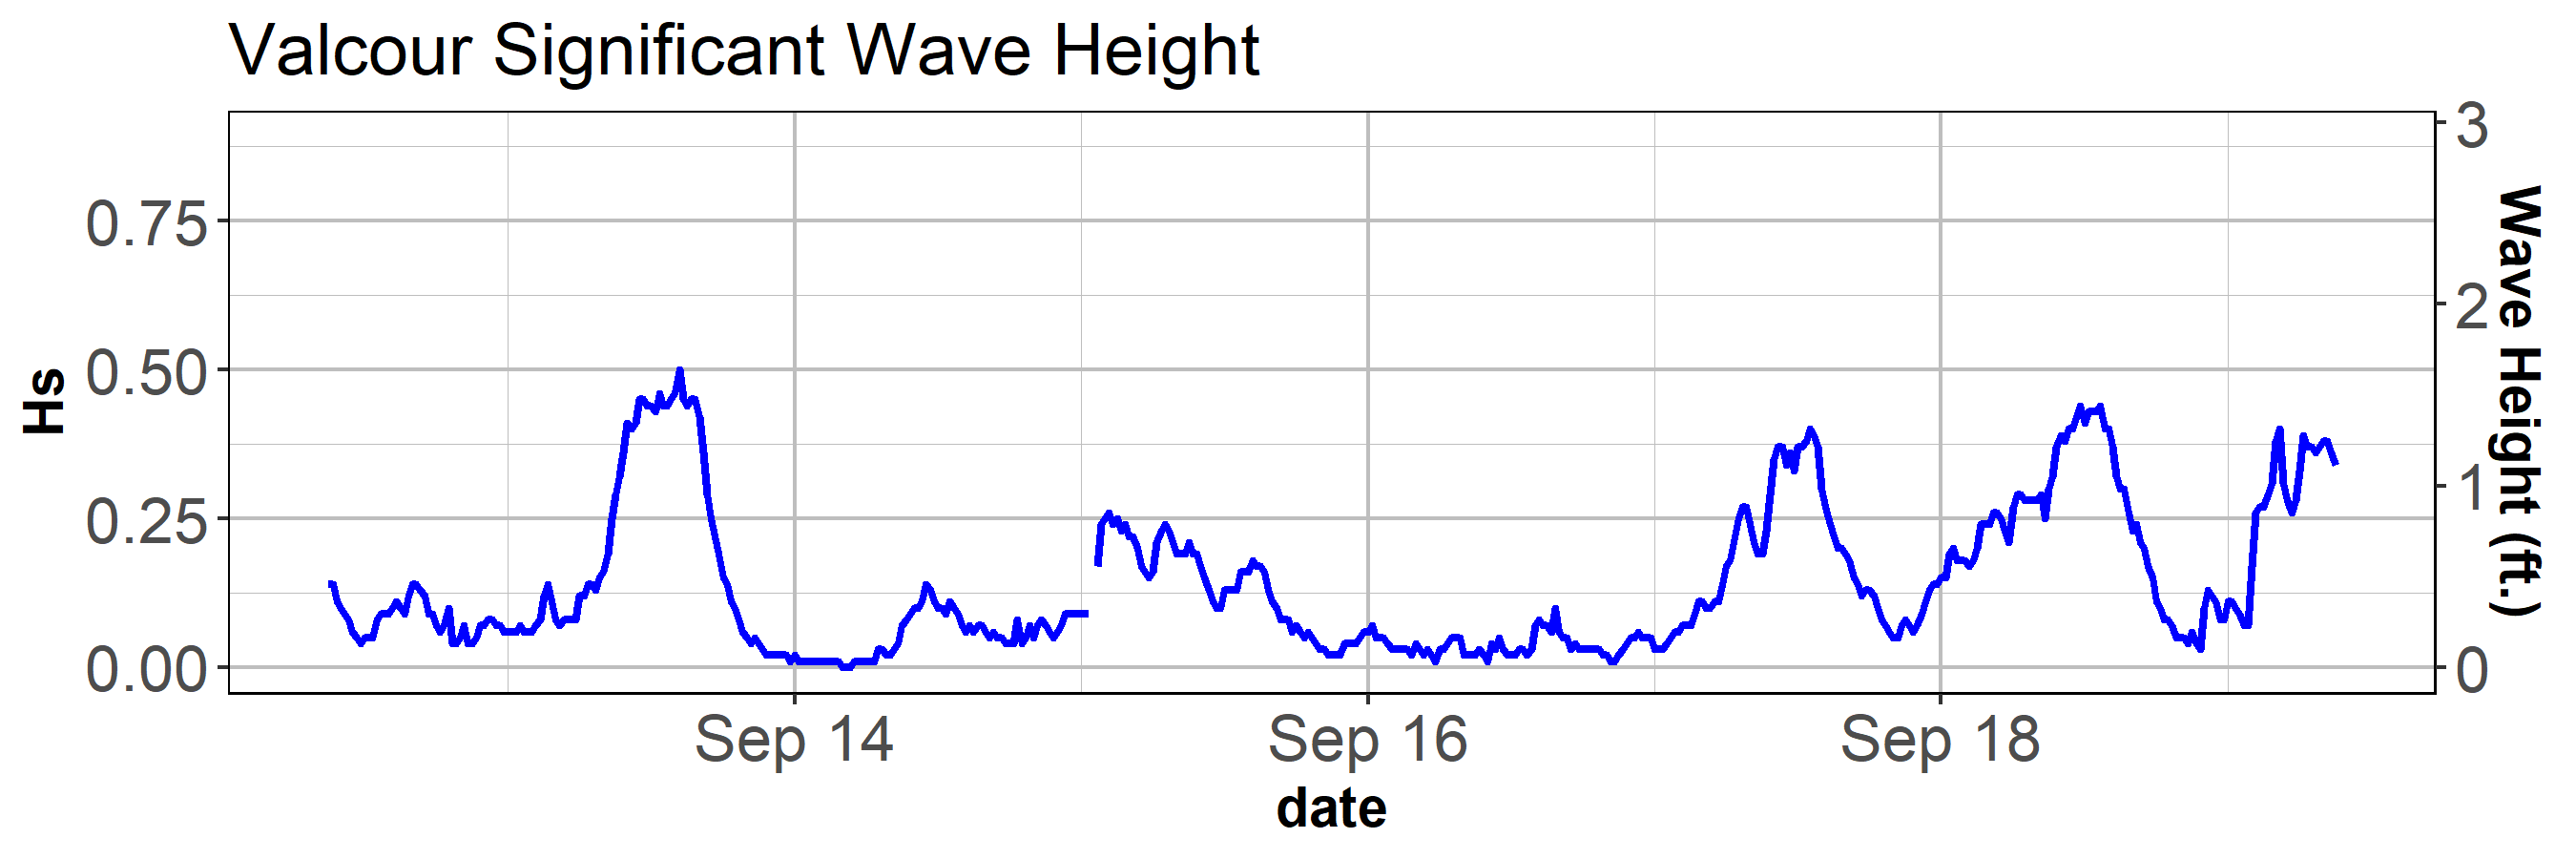 Valcour Significant Wave Height
Hs
0.75
0.50
0.25
0.00
3
2
1
0
Wave Height (ft.)
Sep 14
Sep 16
Sep 18
date